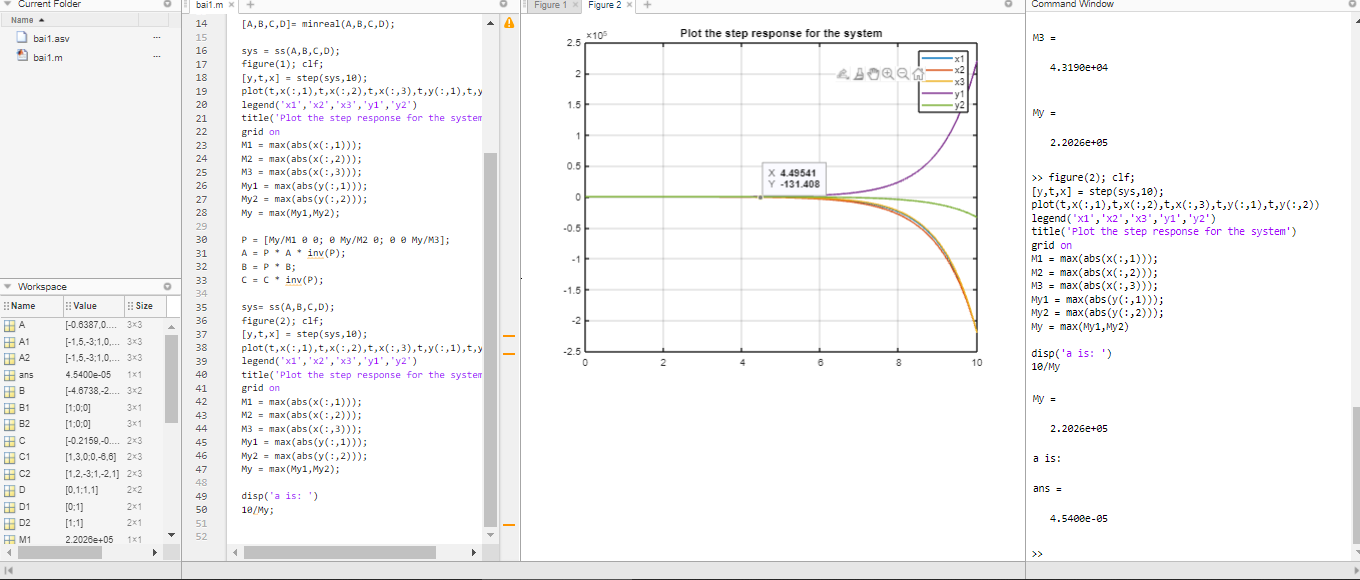 Current Folder
Name
bai1.asv
bai1.m
Workspace
Name Value Size
A [-0.6387,0.... 3×3
A1 [-1,5,-3;1,0,... 3×3
A2 [-1,5,-3;1,0,... 3×3
ans 4.5400e-05 1×1
B [-4.6738,-2.... 3×2
B1 [1;0;0] 3×1
B2 [1;0;0] 3×1
C [-0.2159,-0.... 2×3
C1 [1,3,0;0,-6,6] 2×3
C2 [1,2,-3;1,-2,1] 2×3
D [0,1;1,1] 2×2
D1 [0;1] 2×1
D2 [1;1] 2×1
M1 2.2026e+05 1×1
bai1.m × +
14 [A,B,C,D]= minreal(A,B,C,D);
15
16 sys = ss(A,B,C,D);
17 figure(1); clf;
18 [y,t,x] = step(sys,10);
19 plot(t,x(:,1),t,x(:,2),t,x(:,3),t,y(:,1),t,y
20 legend('x1','x2','x3','y1','y2')
21 title('Plot the step response for the system
22 grid on
23 M1 = max(abs(x(:,1)));
24 M2 = max(abs(x(:,2)));
25 M3 = max(abs(x(:,3)));
26 My1 = max(abs(y(:,1)));
27 My2 = max(abs(y(:,2)));
28 My = max(My1,My2);
29
30 P = [My/M1 0 0; 0 My/M2 0; 0 0 My/M3];
31 A = P * A * inv(P);
32 B = P * B;
33 C = C * inv(P);
34
35 sys= ss(A,B,C,D);
36 figure(2); clf;
37 [y,t,x] = step(sys,10);
38 plot(t,x(:,1),t,x(:,2),t,x(:,3),t,y(:,1),t,y
39 legend('x1','x2','x3','y1','y2')
40 title('Plot the step response for the system
41 grid on
42 M1 = max(abs(x(:,1)));
43 M2 = max(abs(x(:,2)));
44 M3 = max(abs(x(:,3)));
45 My1 = max(abs(y(:,1)));
46 My2 = max(abs(y(:,2)));
47 My = max(My1,My2);
48
49 disp('a is: ')
50 10/My;
51
52
Figure 1 × Figure 2 × +
Plot the step response for the system
×10⁵
2.5
2
1.5
1
0.5
0
-0.5
-1
-1.5
-2
-2.5
0 2 4 6 8 10
x1
x2
x3
y1
y2
X 4.49541
Y -131.408
Command Window
M3 =
4.3190e+04
My =
2.2026e+05
>> figure(2); clf;
[y,t,x] = step(sys,10);
plot(t,x(:,1),t,x(:,2),t,x(:,3),t,y(:,1),t,y(:,2))
legend('x1','x2','x3','y1','y2')
title('Plot the step response for the system')
grid on
M1 = max(abs(x(:,1)));
M2 = max(abs(x(:,2)));
M3 = max(abs(x(:,3)));
My1 = max(abs(y(:,1)));
My2 = max(abs(y(:,2)));
My = max(My1,My2)
disp('a is: ')
10/My
My =
2.2026e+05
a is:
ans =
4.5400e-05
>>